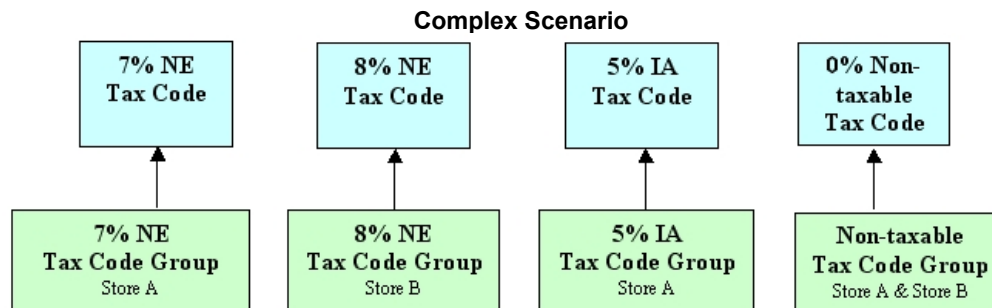 Complex Scenario
7% NE
Tax Code
8% NE
Tax Code
5% IA
Tax Code
0% Non-
taxable
Tax Code
7% NE
Tax Code Group
Store A
8% NE
Tax Code Group
Store B
5% IA
Tax Code Group
Store A
Non-taxable
Tax Code Group
Store A & Store B